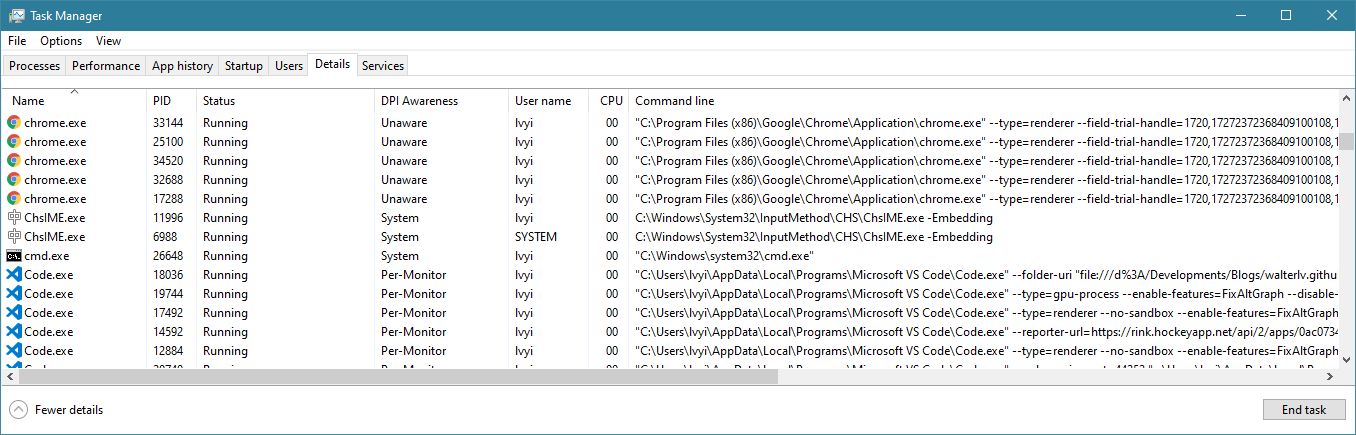 Task Manager
File Options View
Processes Performance App history Startup Users Details Services
Name PID Status DPI Awareness User name CPU Command line
chrome.exe 33144 Running Unaware lvyi 00 "C:\Program Files (x86)\Google\Chrome\Application\chrome.exe" --type=renderer --field-trial-handle=1720,17272372368409100108,1
chrome.exe 25100 Running Unaware lvyi 00 "C:\Program Files (x86)\Google\Chrome\Application\chrome.exe" --type=renderer --field-trial-handle=1720,17272372368409100108,1
chrome.exe 34520 Running Unaware lvyi 00 "C:\Program Files (x86)\Google\Chrome\Application\chrome.exe" --type=renderer --field-trial-handle=1720,17272372368409100108,1
chrome.exe 32688 Running Unaware lvyi 00 "C:\Program Files (x86)\Google\Chrome\Application\chrome.exe" --type=renderer --field-trial-handle=1720,17272372368409100108,1
chrome.exe 17288 Running Unaware lvyi 00 "C:\Program Files (x86)\Google\Chrome\Application\chrome.exe" --type=renderer --field-trial-handle=1720,17272372368409100108,1
ChsIME.exe 11996 Running System lvyi 00 C:\Windows\System32\InputMethod\CHS\ChsIME.exe -Embedding
ChsIME.exe 6988 Running System SYSTEM 00 C:\Windows\System32\InputMethod\CHS\ChsIME.exe -Embedding
cmd.exe 26648 Running System lvyi 00 "C:\Windows\system32\cmd.exe"
Code.exe 18036 Running Per-Monitor lvyi 00 "C:\Users\lvyi\AppData\Local\Programs\Microsoft VS Code\Code.exe" --folder-uri "file:///d%3A/Developments/Blogs/walterlv.githu
Code.exe 19744 Running Per-Monitor lvyi 00 "C:\Users\lvyi\AppData\Local\Programs\Microsoft VS Code\Code.exe" --type=gpu-process --enable-features=FixAltGraph --disable-
Code.exe 17492 Running Per-Monitor lvyi 00 "C:\Users\lvyi\AppData\Local\Programs\Microsoft VS Code\Code.exe" --type=renderer --no-sandbox --enable-features=FixAltGraph
Code.exe 14592 Running Per-Monitor lvyi 00 "C:\Users\lvyi\AppData\Local\Programs\Microsoft VS Code\Code.exe" --reporter-url=https://rink.hockeyapp.net/api/2/apps/0ac0734
Code.exe 12884 Running Per-Monitor lvyi 00 "C:\Users\lvyi\AppData\Local\Programs\Microsoft VS Code\Code.exe" --type=renderer --no-sandbox --enable-features=FixAltGraph
Fewer details End task